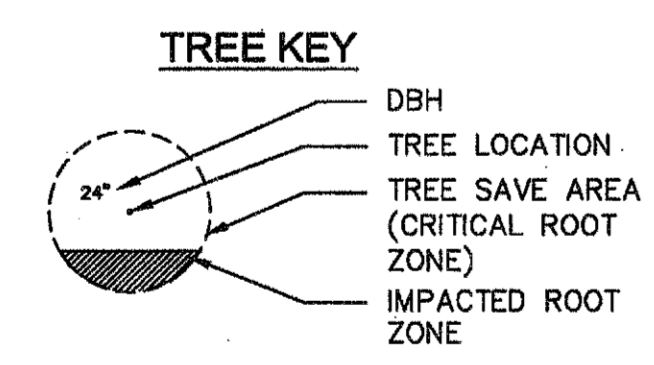 TREE KEY
DBH
TREE LOCATION
24"
TREE SAVE AREA
(CRITICAL ROOT
ZONE)
IMPACTED ROOT
ZONE